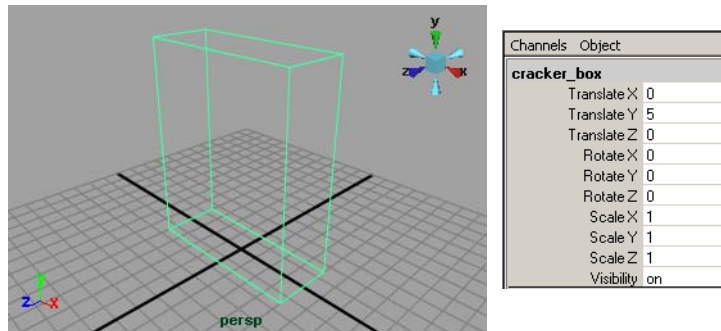 y
z x
y
z x
persp
Channels Object
cracker_box
Translate X 0
Translate Y 5
Translate Z 0
Rotate X 0
Rotate Y 0
Rotate Z 0
Scale X 1
Scale Y 1
Scale Z 1
Visibility on